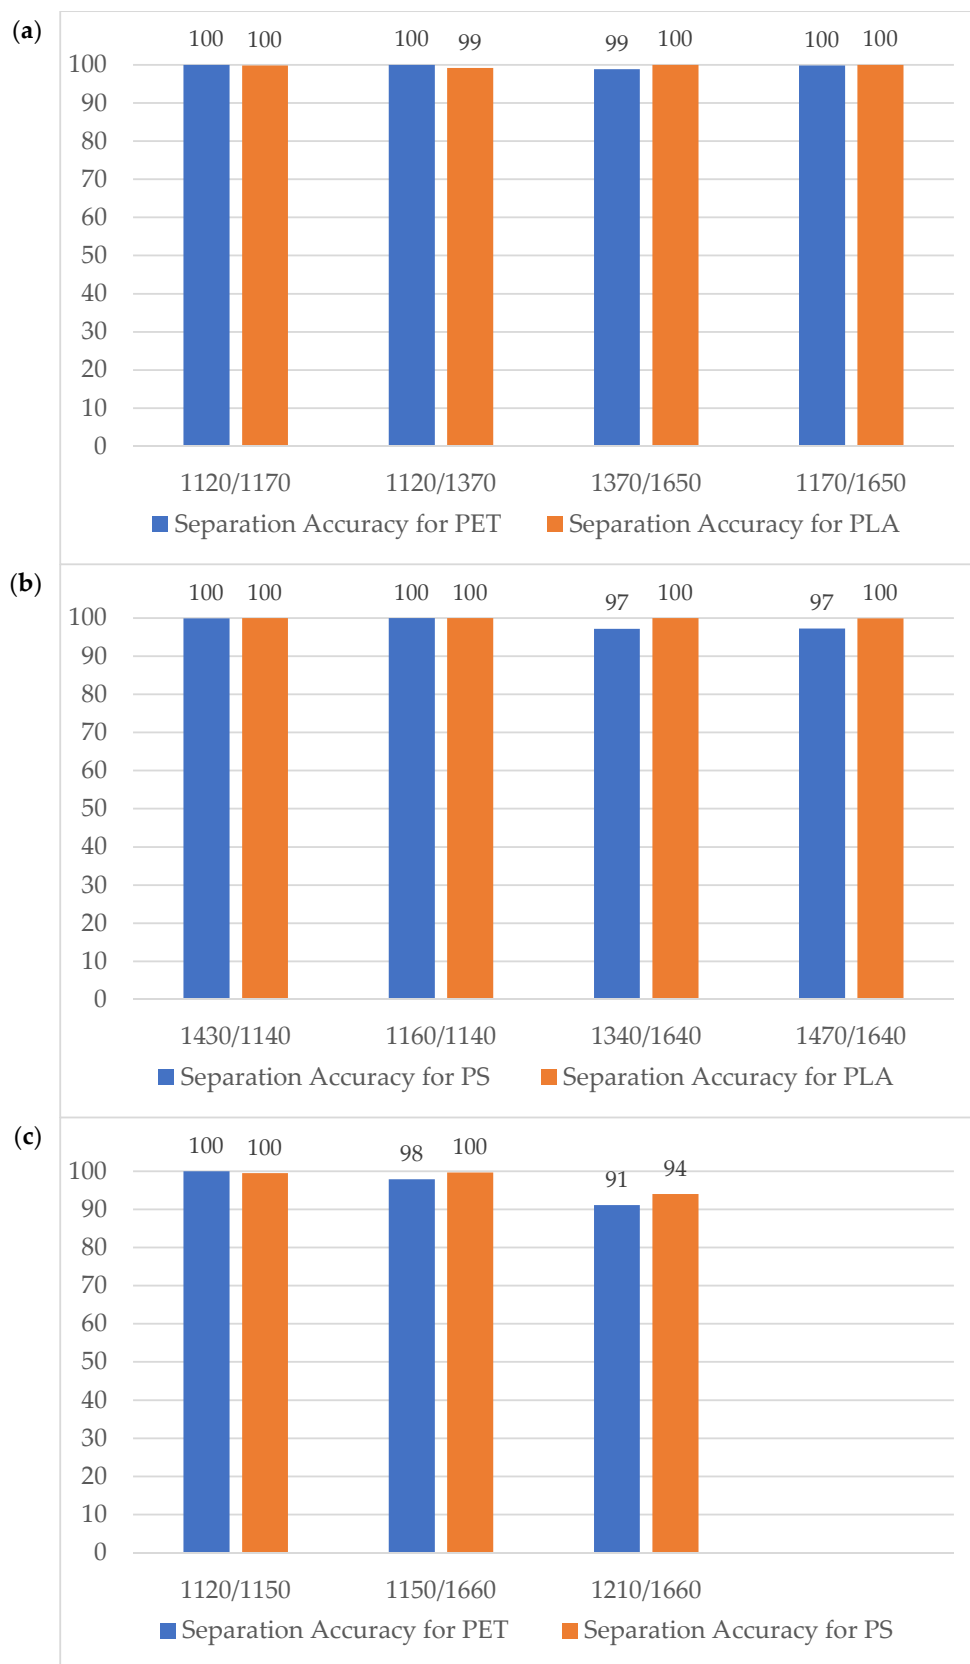 (a)
100 100 100 99 99 100 100 100
100
90
80
70
60
50
40
30
20
10
0
1120/1170 1120/1370 1370/1650 1170/1650
Separation Accuracy for PET Separation Accuracy for PLA
(b)
100 100 100 100 97 100 97 100
100
90
80
70
60
50
40
30
20
10
0
1430/1140 1160/1140 1340/1640 1470/1640
Separation Accuracy for PS Separation Accuracy for PLA
(c)
100 100 98 100 91 94
100
90
80
70
60
50
40
30
20
10
0
1120/1150 1150/1660 1210/1660
Separation Accuracy for PET Separation Accuracy for PS